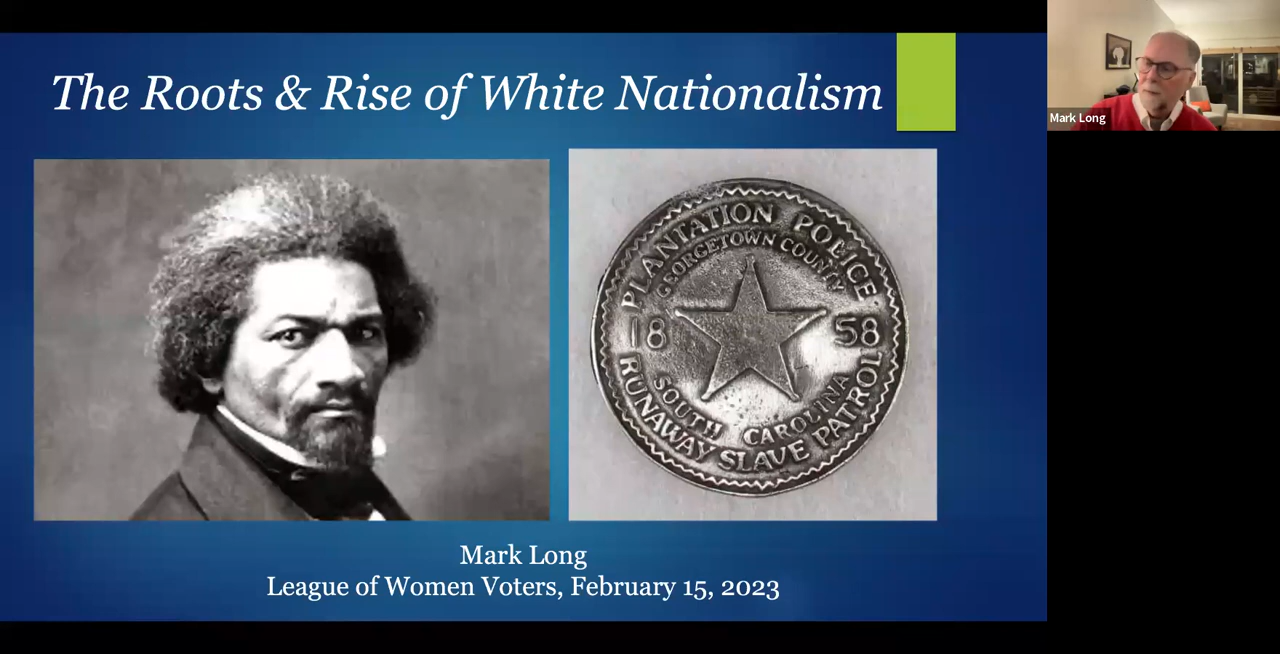 The Roots & Rise of White Nationalism
Mark Long
PLANTATION POLICE
GEORGETOWN COUNTY
18 58
SOUTH CAROLINA
RUNAWAY SLAVE PATROL
Mark Long
League of Women Voters, February 15, 2023